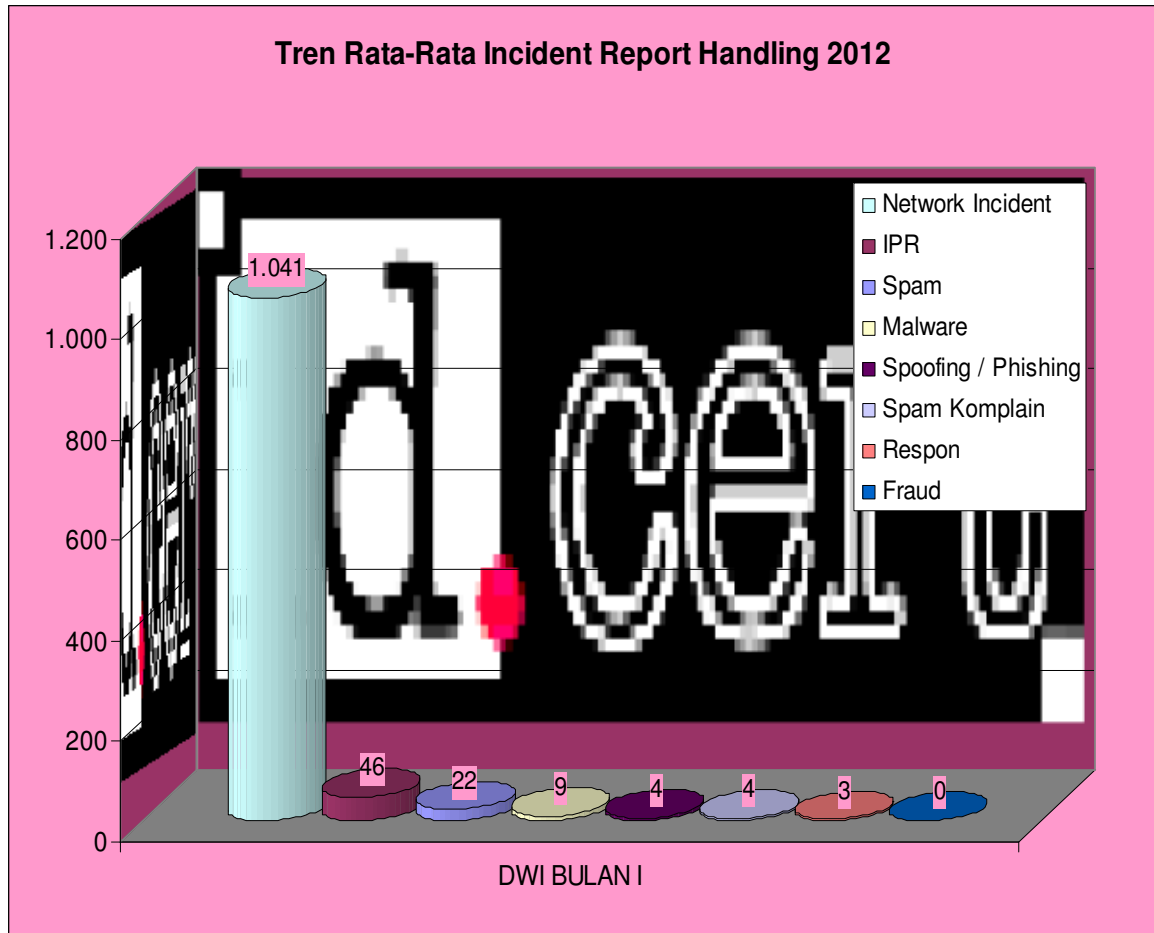 Tren Rata-Rata Incident Report Handling 2012
Network Incident
IPR
Spam
Malware
Spoofing / Phishing
Spam Komplain
Respon
Fraud
1.200
1.000
800
600
400
200
0
1.041
46
22
9
4
4
3
0
d.cert
DWI BULAN I